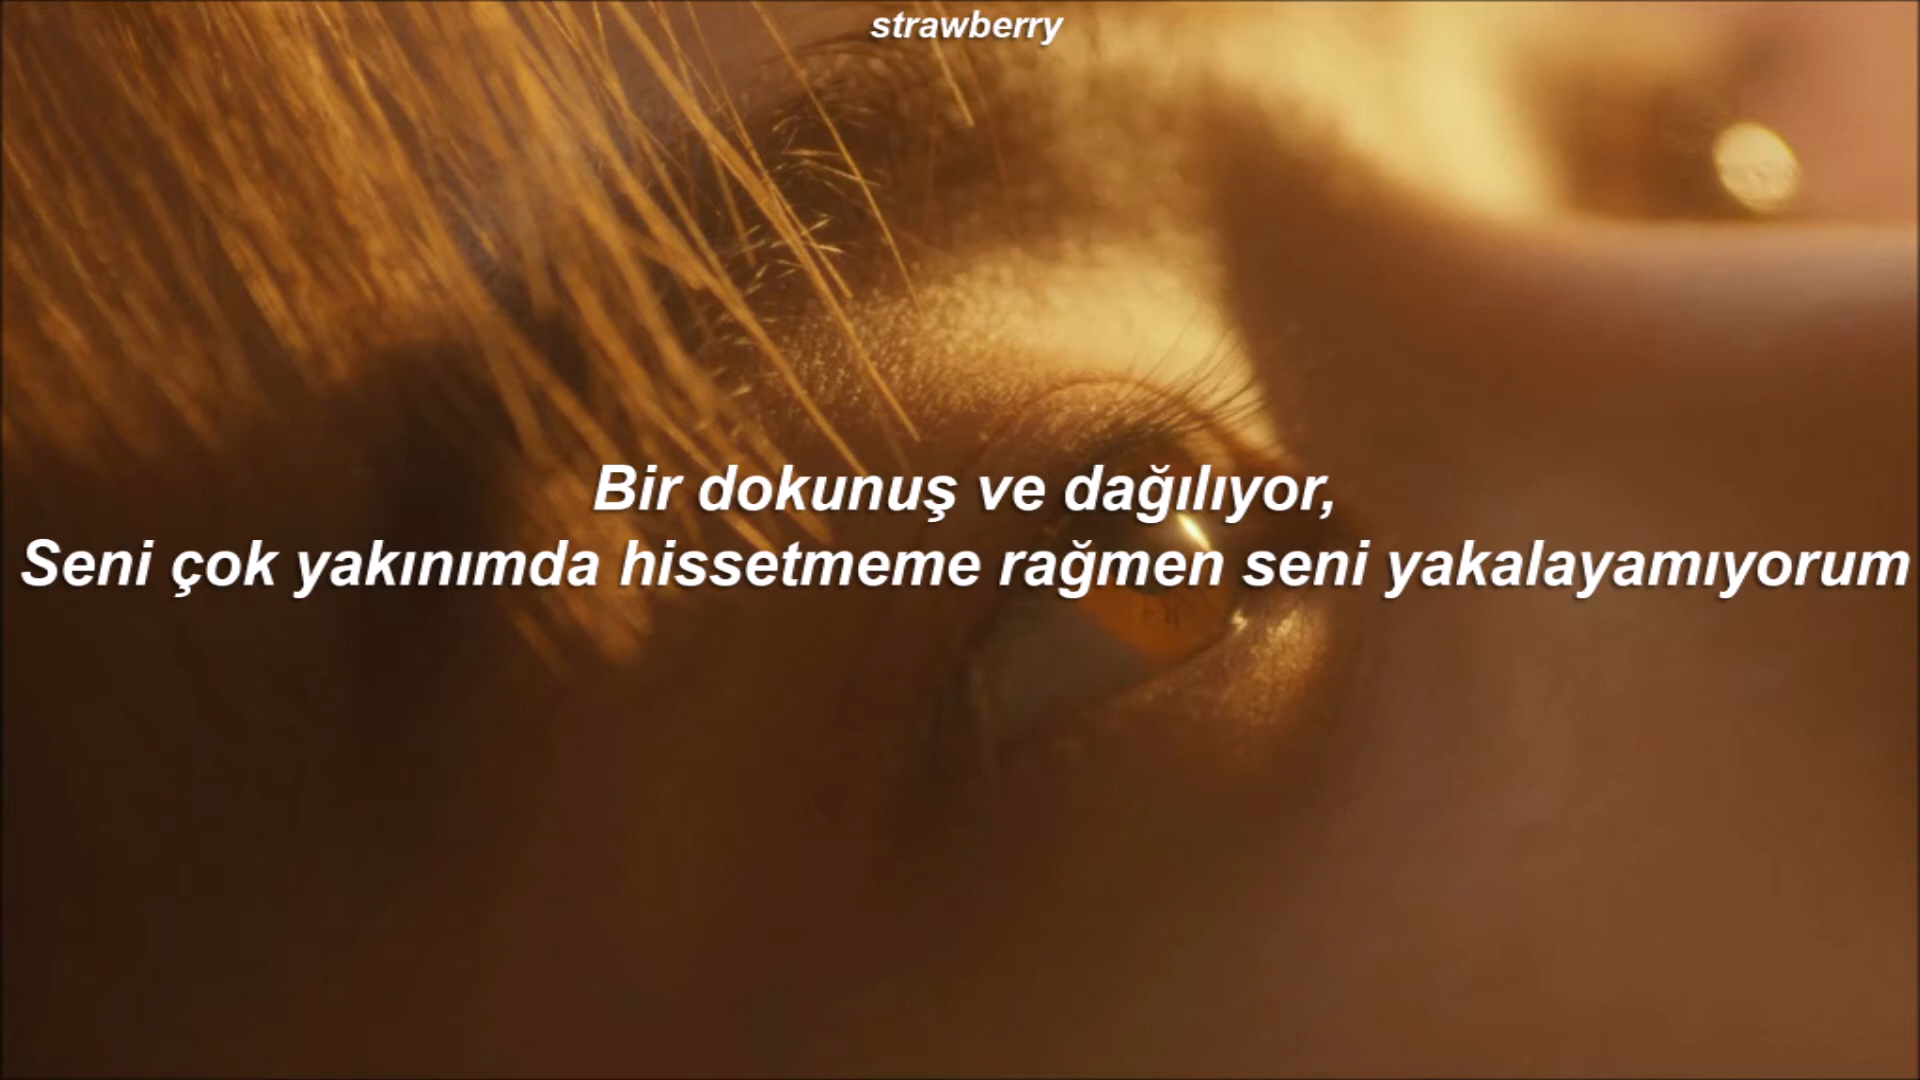 strawberry
Bir dokunuş ve dağılıyor,
Seni çok yakınımda hissetmeme rağmen seni yakalayamıyorum